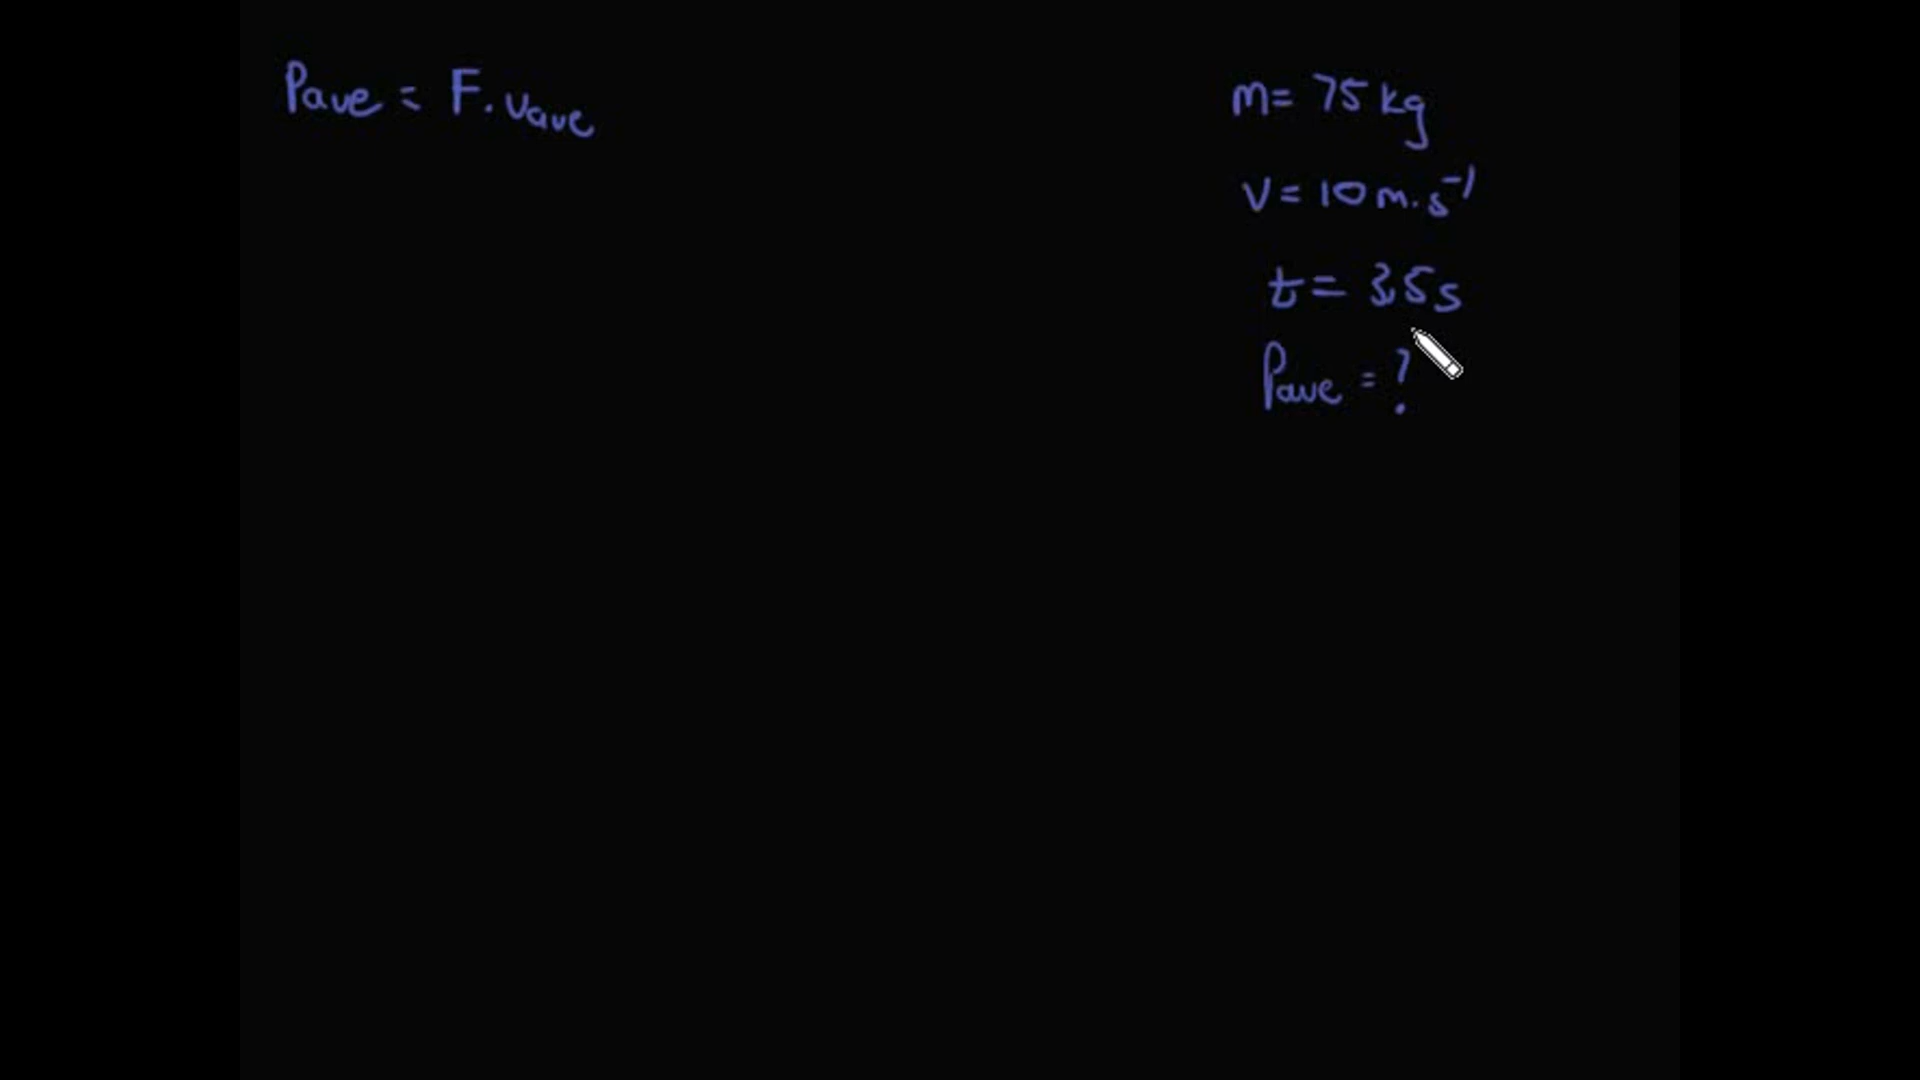 Pave = F.vave
m= 75 kg
v = 10 m.s⁻¹
t = 3,5 s
Pave = ?